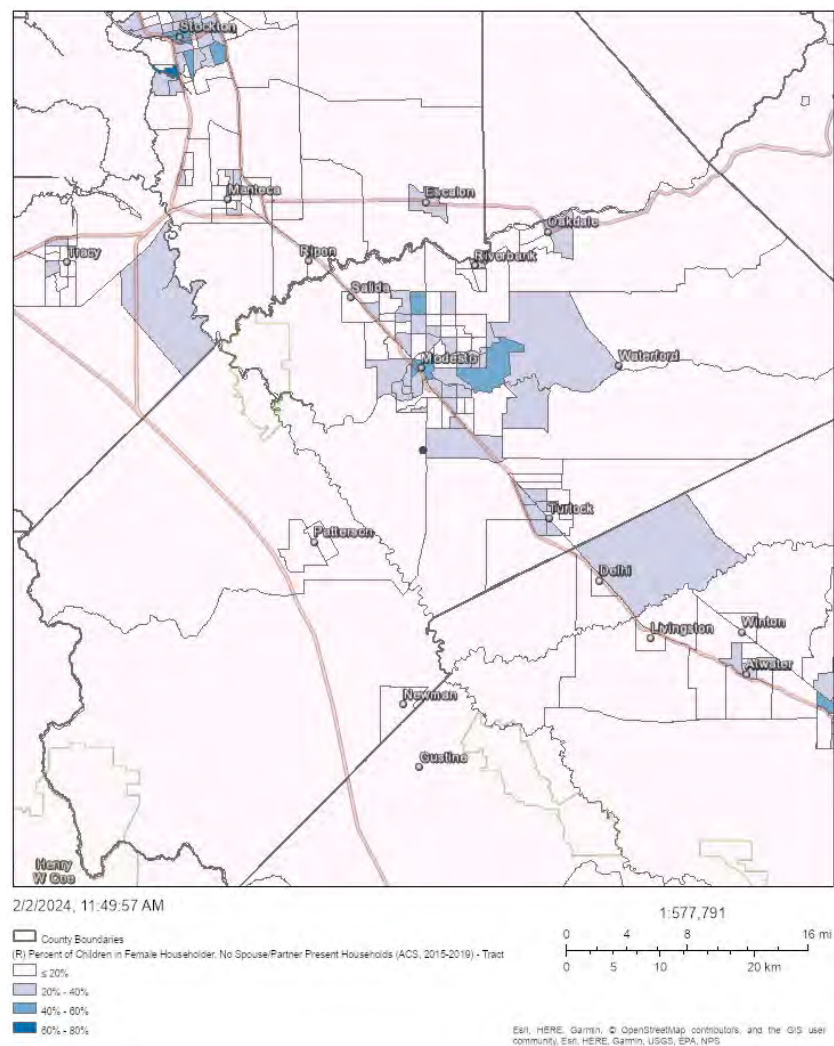 Stockton
Manteca
Escalon
Oakdale
Tracy
Ripon
Riverbank
Salida
Modesto
Waterford
Turlock
Patterson
Delhi
Livingston
Winton
Atwater
Newman
Gustine
Henry
W Coe
2/2/2024, 11:49:57 AM
1:577,791
County Boundaries
(R) Percent of Children in Female Householder, No Spouse/Partner Present Households (ACS, 2015-2019) - Tract
≤ 20%
20% - 40%
40% - 60%
60% - 80%
0 4 8 16 mi
0 5 10 20 km
Esri, HERE, Garmin, © OpenStreetMap contributors, and the GIS user
community, Esri, HERE, Garmin, USGS, EPA, NPS